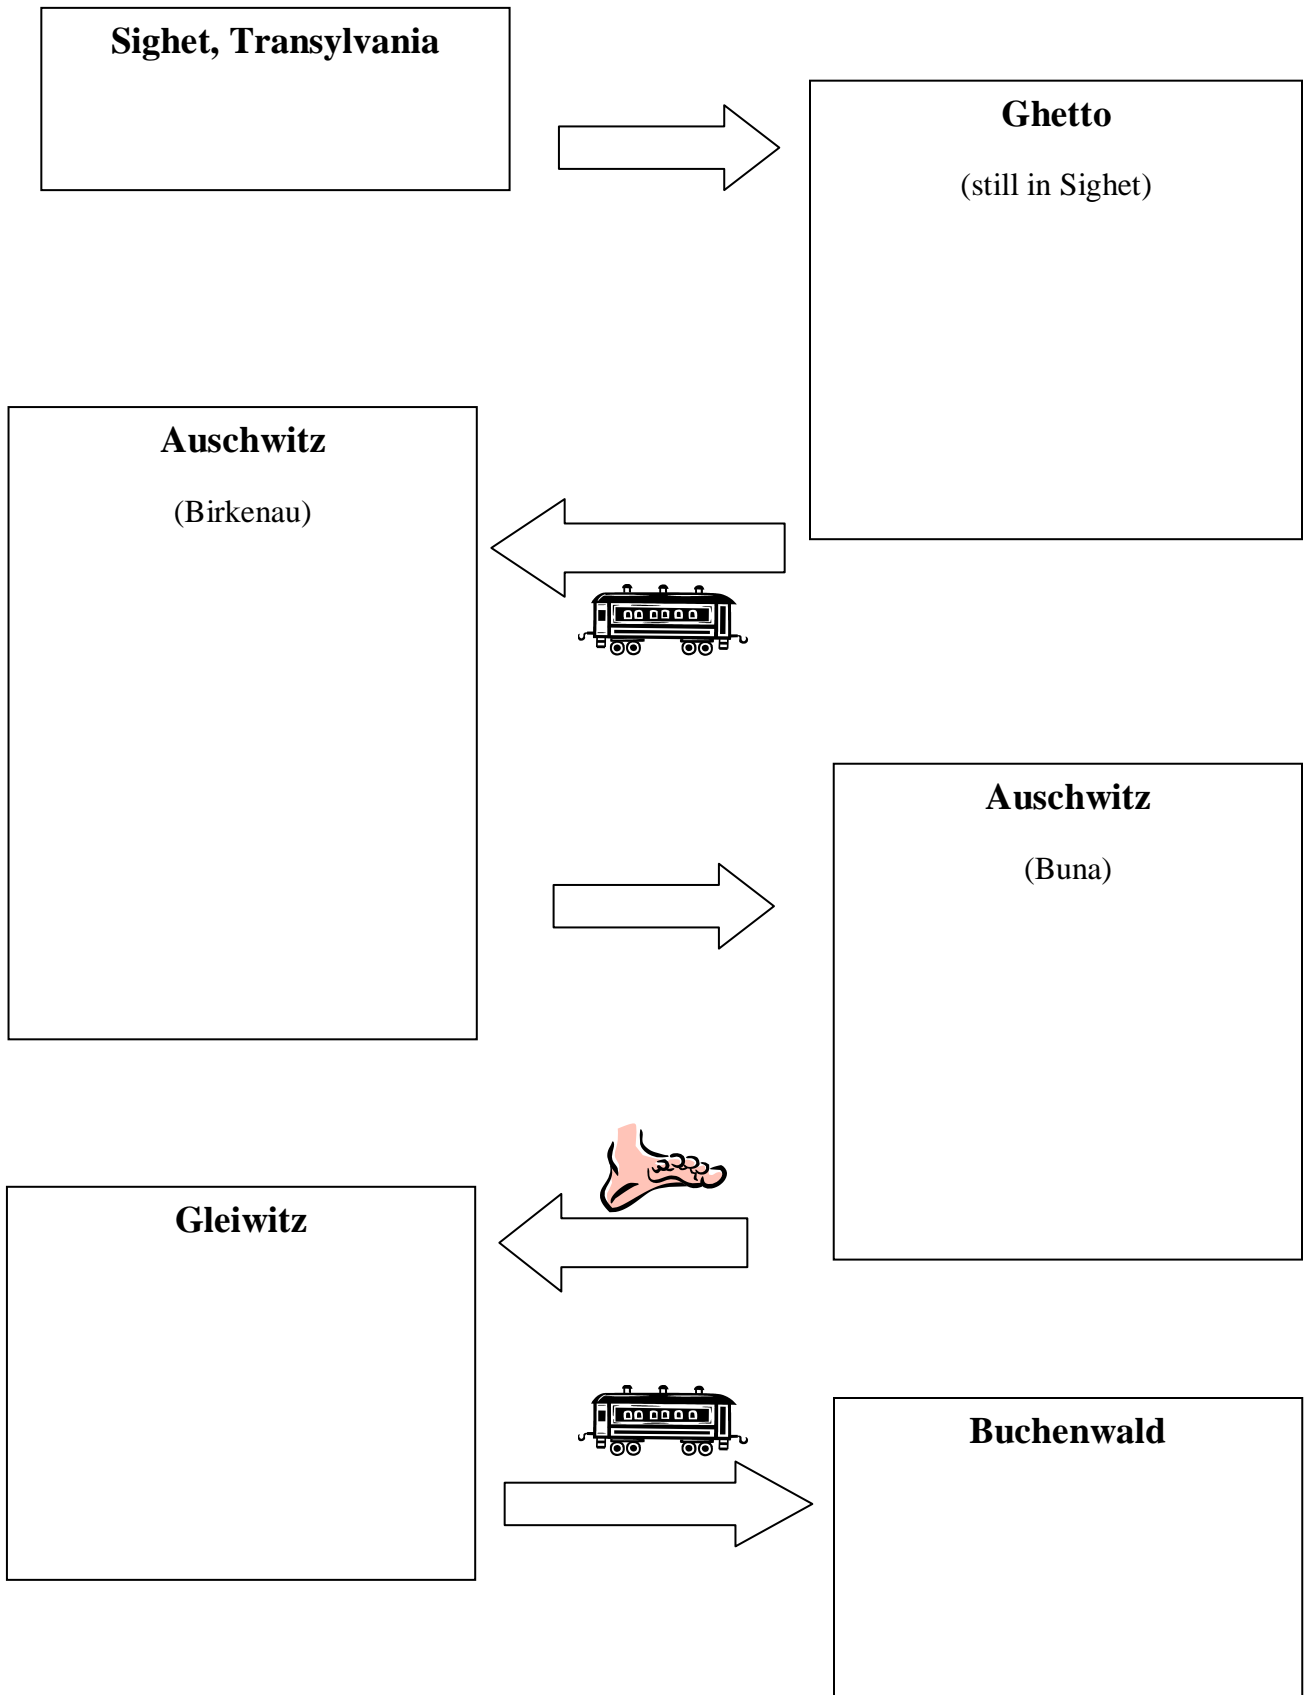 Sighet, Transylvania
Ghetto
(still in Sighet)
Auschwitz
(Birkenau)
Auschwitz
(Buna)
Gleiwitz
Buchenwald